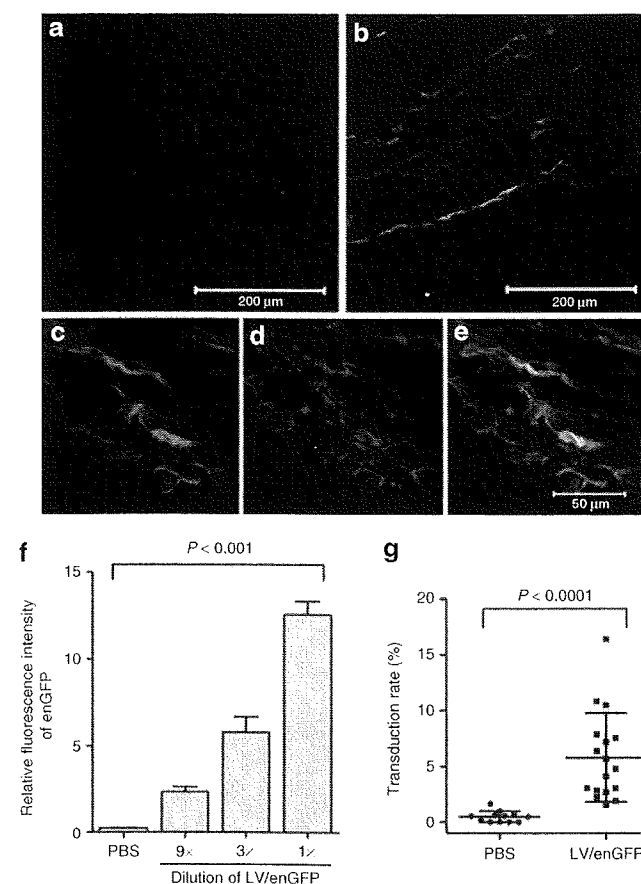 a
b
200 µm
200 µm
c
d
e
50 µm
f
P < 0.001
15
10
5
0
Relative fluorescence intensity
of enGFP
PBS
9×
3×
1×
Dilution of LV/enGFP
g
P < 0.0001
20
15
10
5
0
Transduction rate (%)
PBS
LV/enGFP